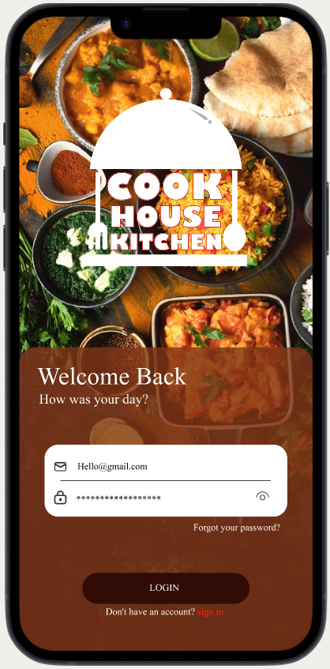 COOK
HOUSE
KITCHEN
Welcome Back
How was your day?
Hello@gmail.com
******************
Forgot your password?
LOGIN
Don't have an account? sign in